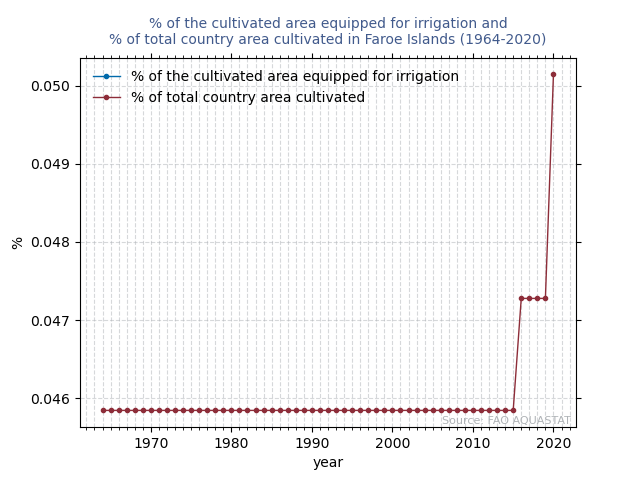 % of the cultivated area equipped for irrigation and
% of total country area cultivated in Faroe Islands (1964-2020)
% of the cultivated area equipped for irrigation
% of total country area cultivated
%
0.050
0.049
0.048
0.047
0.046
Source: FAO AQUASTAT
1970 1980 1990 2000 2010 2020
year